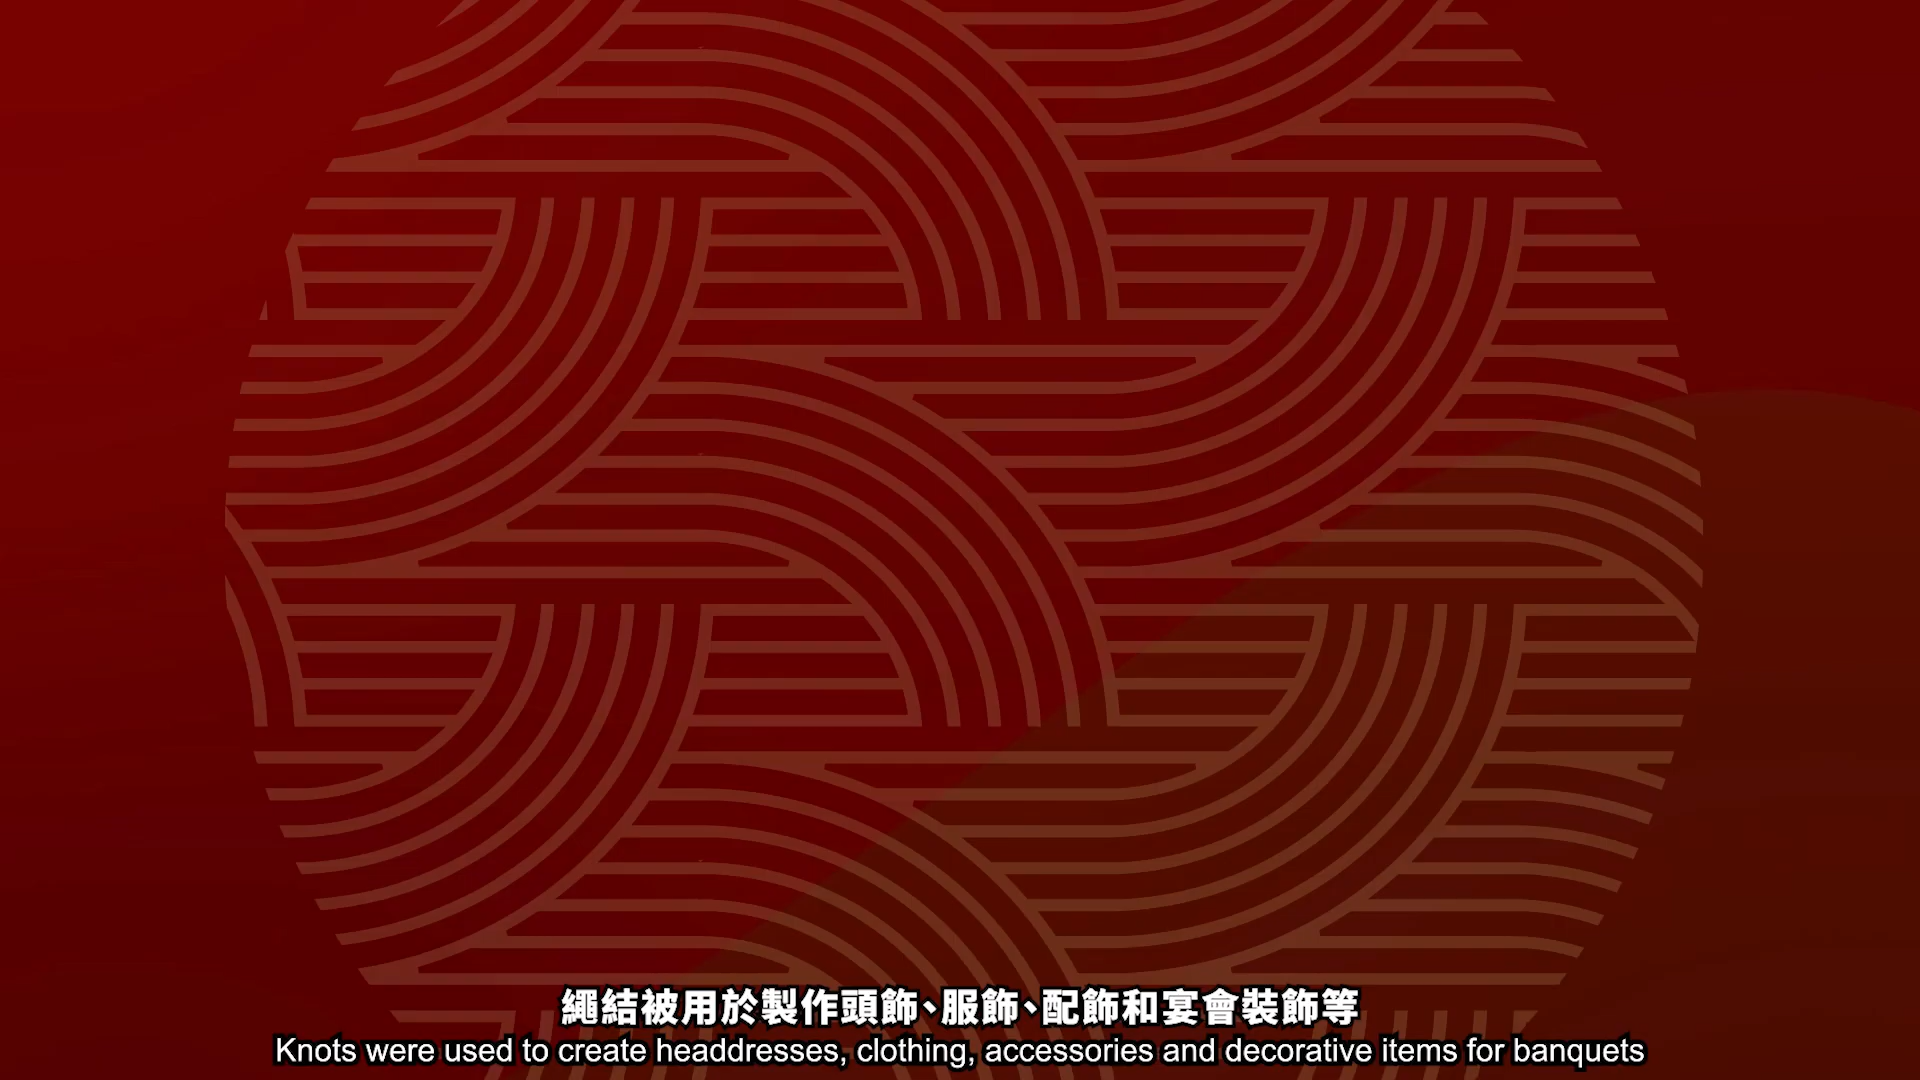 繩結被用於製作頭飾、服飾、配飾和宴會裝飾等
Knots were used to create headdresses, clothing, accessories and decorative items for banquets